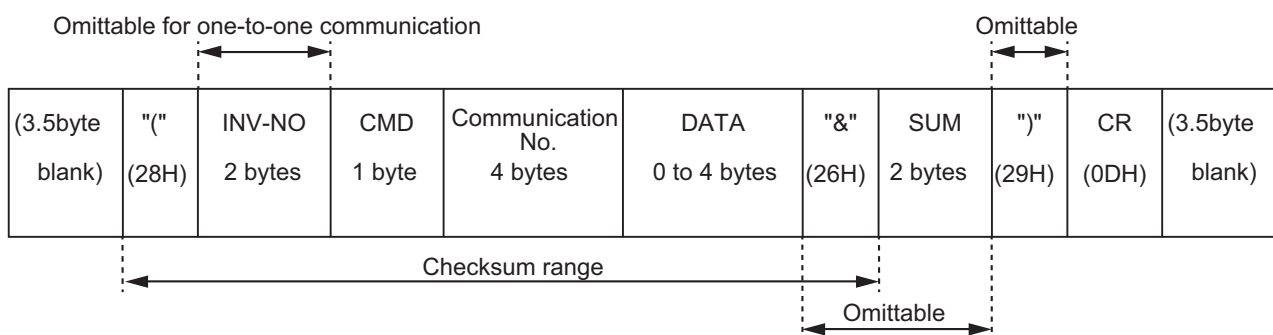 Omittable for one-to-one communication
Omittable
(3.5byte blank)
"("
(28H)
INV-NO
2 bytes
CMD
1 byte
Communication No.
4 bytes
DATA
0 to 4 bytes
"&"
(26H)
SUM
2 bytes
")"
(29H)
CR
(0DH)
(3.5byte blank)
Checksum range
Omittable